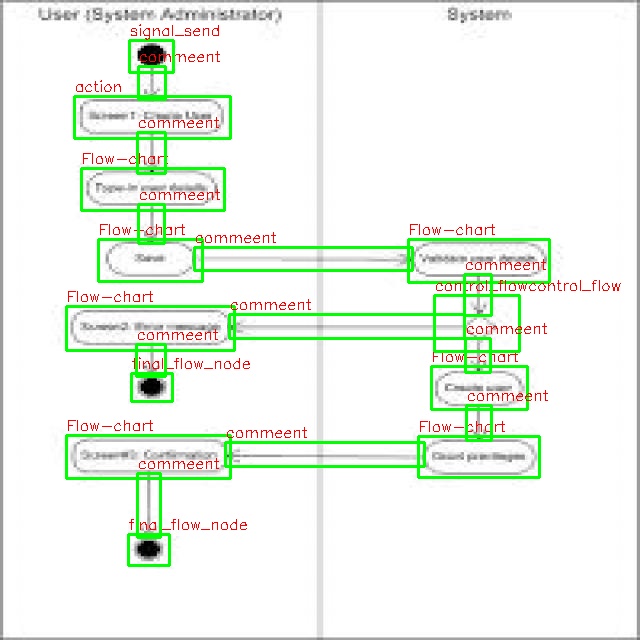 User (System Administrator)
System
signal_send
commeent
action
Screen1: Create User
commeent
Flow-chart
Type-in user details
commeent
Flow-chart
Save
commeent
Flow-chart
Validate user details
commeent
control_flowcontrol_flow
Flow-chart
commeent
Screen2: Error message
commeent
commeent
final_flow_node
Flow-chart
Create user
commeent
Flow-chart
commeent
Flow-chart
Screen#3: Confirmation
Grant privileges
commeent
final_flow_node